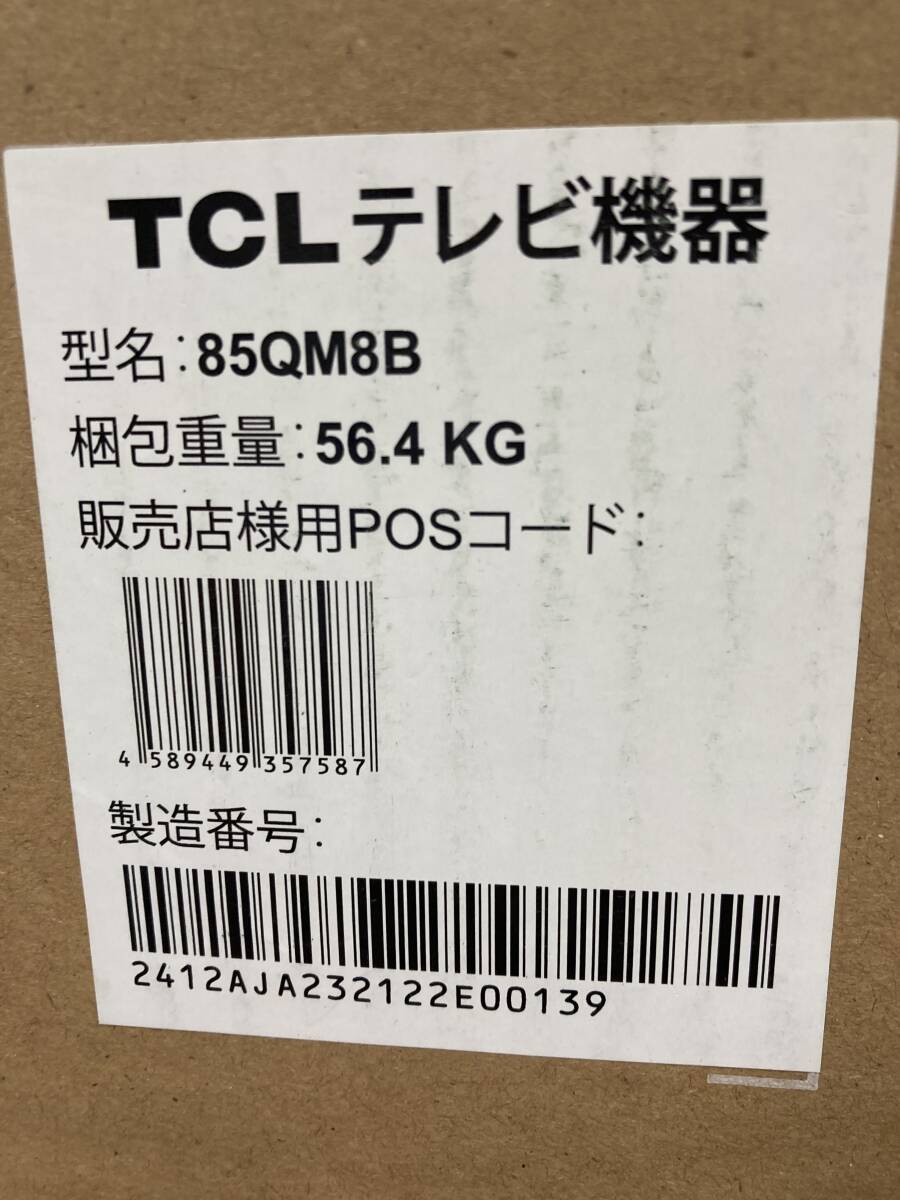 TCLテレビ機器
型名:85QM8B
梱包重量:56.4 KG
販売店様用POSコード:
4 589449 357587
製造番号:
2412AJA232122E00139